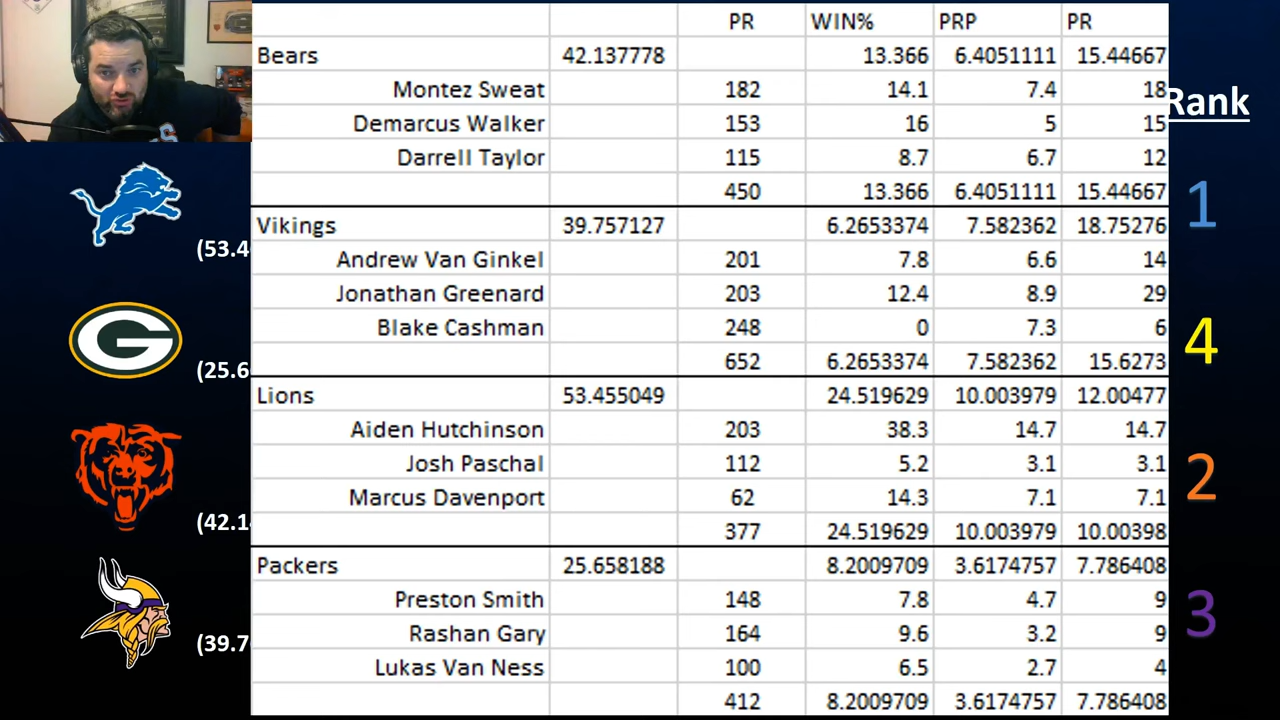 PR WIN% PRP PR
Bears 42.137778 13.366 6.4051111 15.44667
Montez Sweat 182 14.1 7.4 18
Rank
Demarcus Walker 153 16 5 15
Darrell Taylor 115 8.7 6.7 12
450 13.366 6.4051111 15.44667
1
Vikings 39.757127 6.2653374 7.582362 18.75276
(53.4
Andrew Van Ginkel 201 7.8 6.6 14
Jonathan Greenard 203 12.4 8.9 29
Blake Cashman 248 0 7.3 6
G
4
652 6.2653374 7.582362 15.6273
(25.6
Lions 53.455049 24.519629 10.003979 12.00477
Aiden Hutchinson 203 38.3 14.7 14.7
Josh Paschal 112 5.2 3.1 3.1
2
Marcus Davenport 62 14.3 7.1 7.1
(42.1
377 24.519629 10.003979 10.00398
Packers 25.658188 8.2009709 3.6174757 7.786408
Preston Smith 148 7.8 4.7 9
3
Rashan Gary 164 9.6 3.2 9
(39.7
Lukas Van Ness 100 6.5 2.7 4
412 8.2009709 3.6174757 7.786408